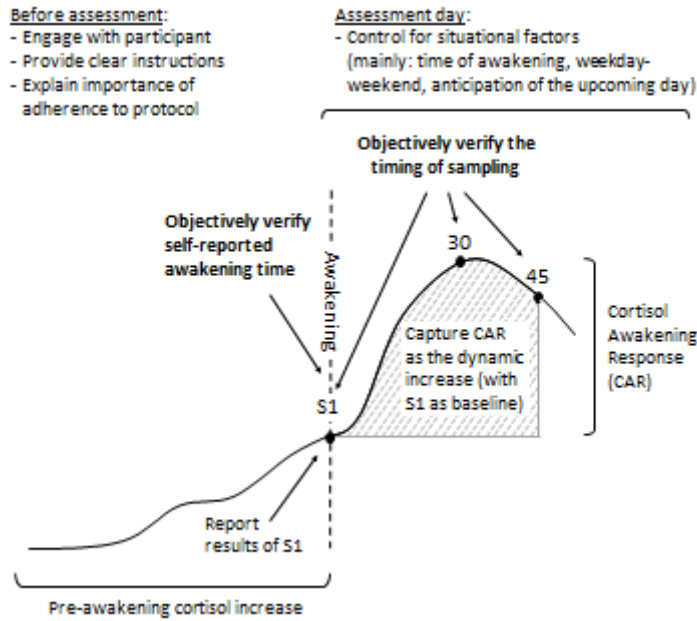 Before assessment:
- Engage with participant
- Provide clear instructions
- Explain importance of
adherence to protocol
Assessment day:
- Control for situational factors
(mainly: time of awakening, weekday-
weekend, anticipation of the upcoming day)
Objectively verify the
timing of sampling
Objectively verify
self-reported
awakening time
Awakening
30
45
S1
Capture CAR
as the dynamic
increase (with
S1 as baseline)
Cortisol
Awakening
Response
(CAR)
Report
results of S1
Pre-awakening cortisol increase